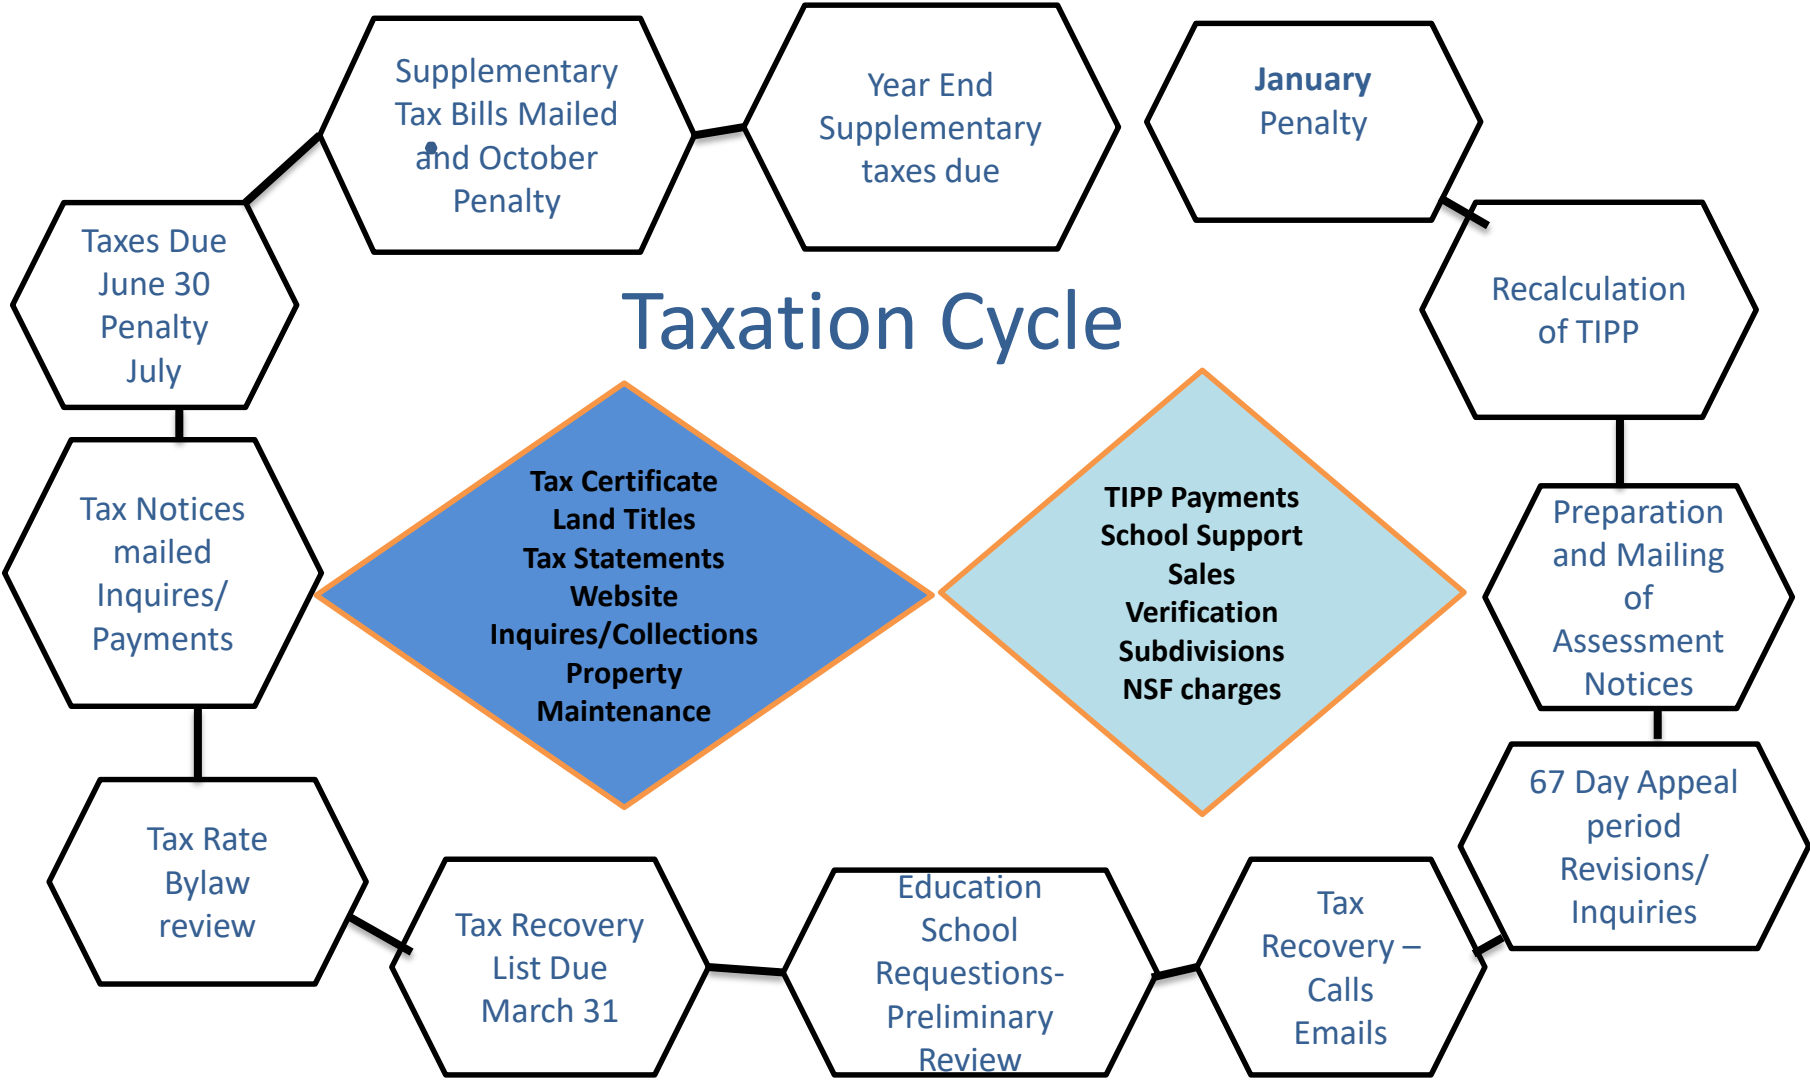 Supplementary
Tax Bills Mailed
and October
Penalty
Year End
Supplementary
taxes due
January
Penalty
Taxes Due
June 30
Penalty
July
Taxation Cycle
Recalculation
of TIPP
Tax Notices
mailed
Inquires/
Payments
Tax Certificate
Land Titles
Tax Statements
Website
Inquires/Collections
Property
Maintenance
TIPP Payments
School Support
Sales
Verification
Subdivisions
NSF charges
Preparation
and Mailing
of
Assessment
Notices
67 Day Appeal
period
Revisions/
Inquiries
Tax Rate
Bylaw
review
Tax Recovery
List Due
March 31
Education
School
Requestions-
Preliminary
Review
Tax
Recovery –
Calls
Emails